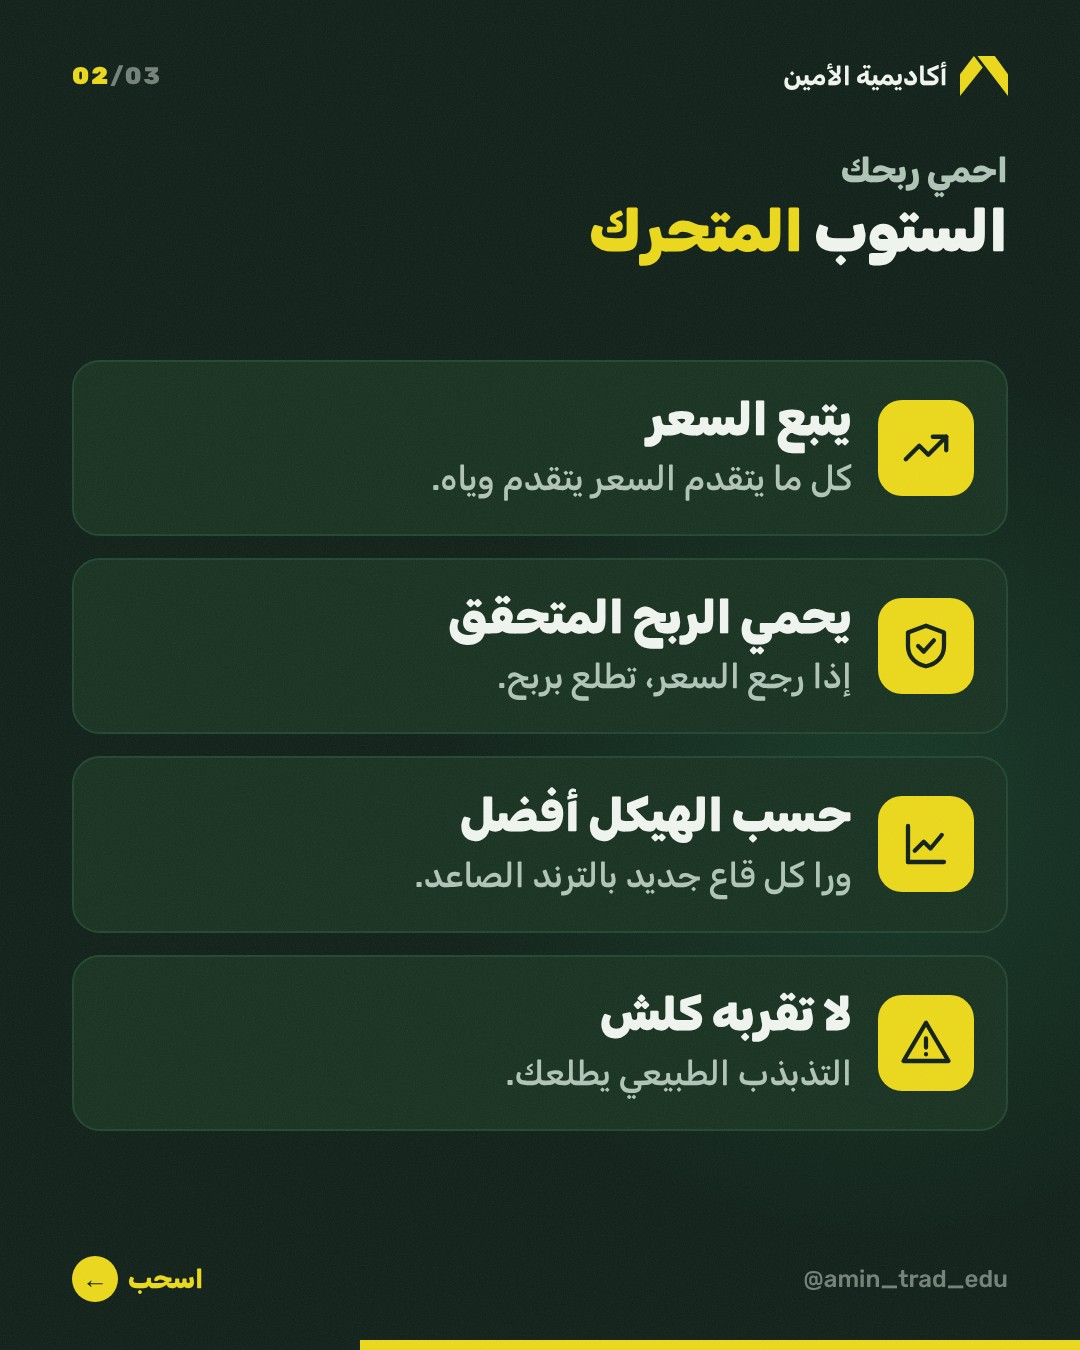 أكاديمية الأمين
02/03
احمي ربحك
الستوب المتحرك
يتبع السعر
كل ما يتقدم السعر يتقدم وياه.
يحمي الربح المتحقق
إذا رجع السعر، تطلع بربح.
حسب الهيكل أفضل
ورا كل قاع جديد بالترند الصاعد.
لا تقربه كلش
التذبذب الطبيعي يطلعك.
@amin_trad_edu
اسحب ←